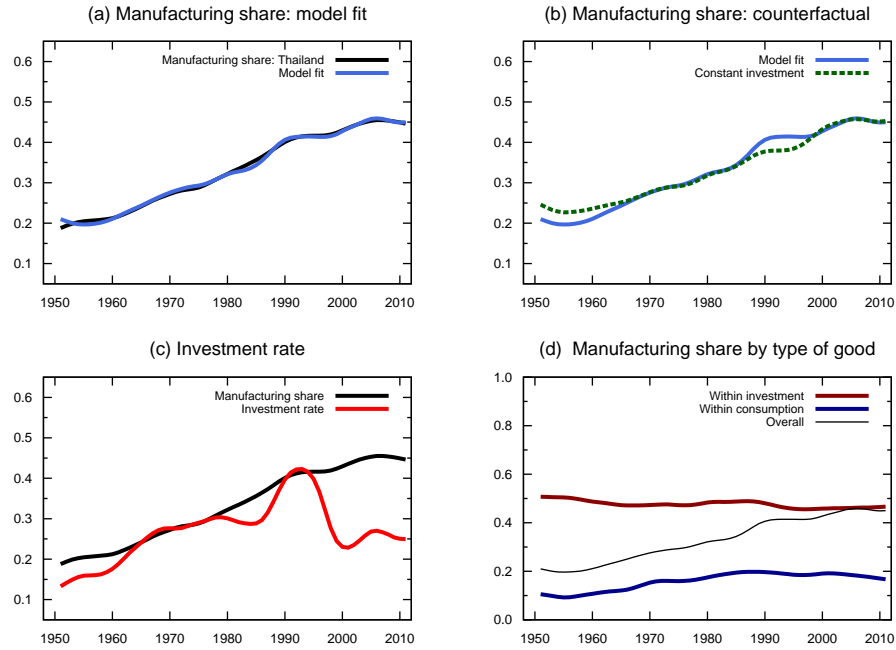 (a) Manufacturing share: model fit
0.6
0.5
0.4
0.3
0.2
0.1
Manufacturing share: Thailand
Model fit
1950 1960 1970 1980 1990 2000 2010
(b) Manufacturing share: counterfactual
0.6
0.5
0.4
0.3
0.2
0.1
Model fit
Constant investment
1950 1960 1970 1980 1990 2000 2010
(c) Investment rate
0.6
0.5
0.4
0.3
0.2
0.1
Manufacturing share
Investment rate
1950 1960 1970 1980 1990 2000 2010
(d) Manufacturing share by type of good
1.0
0.8
0.6
0.4
0.2
0.0
Within investment
Within consumption
Overall
1950 1960 1970 1980 1990 2000 2010